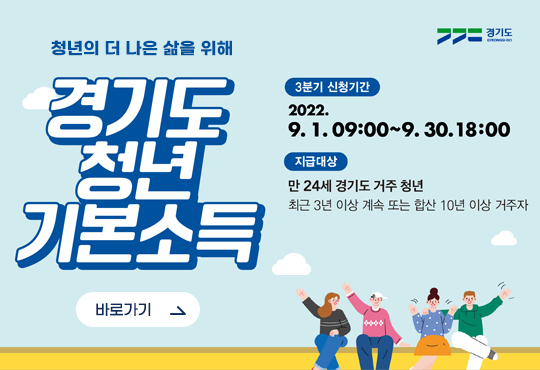 청년의 더 나은 삶을 위해
경기도
청년
기본소득
바로가기
경기도
GYEONGGI-DO
3분기 신청기간
2022.
9. 1. 09:00~9. 30. 18:00
지급대상
만 24세 경기도 거주 청년
최근 3년 이상 계속 또는 합산 10년 이상 거주자